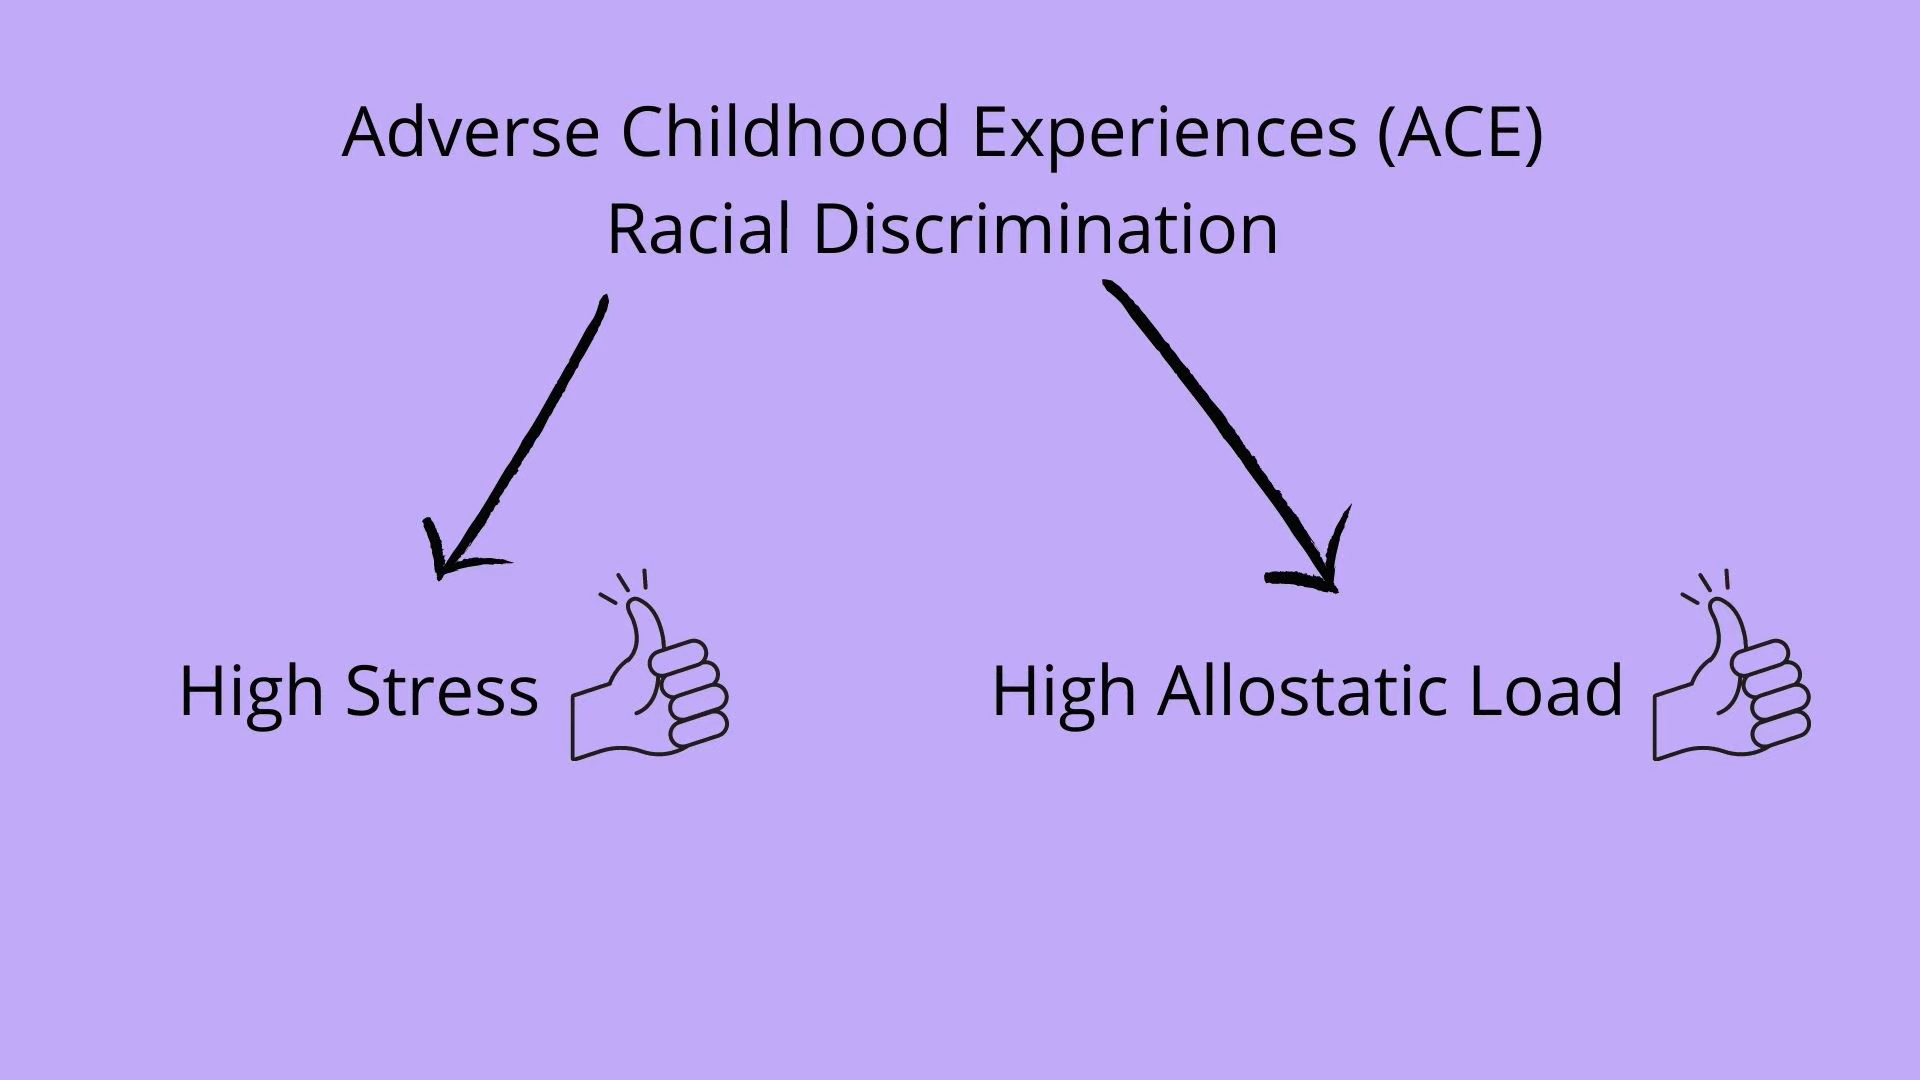 Adverse Childhood Experiences (ACE)
Racial Discrimination
High Stress
High Allostatic Load